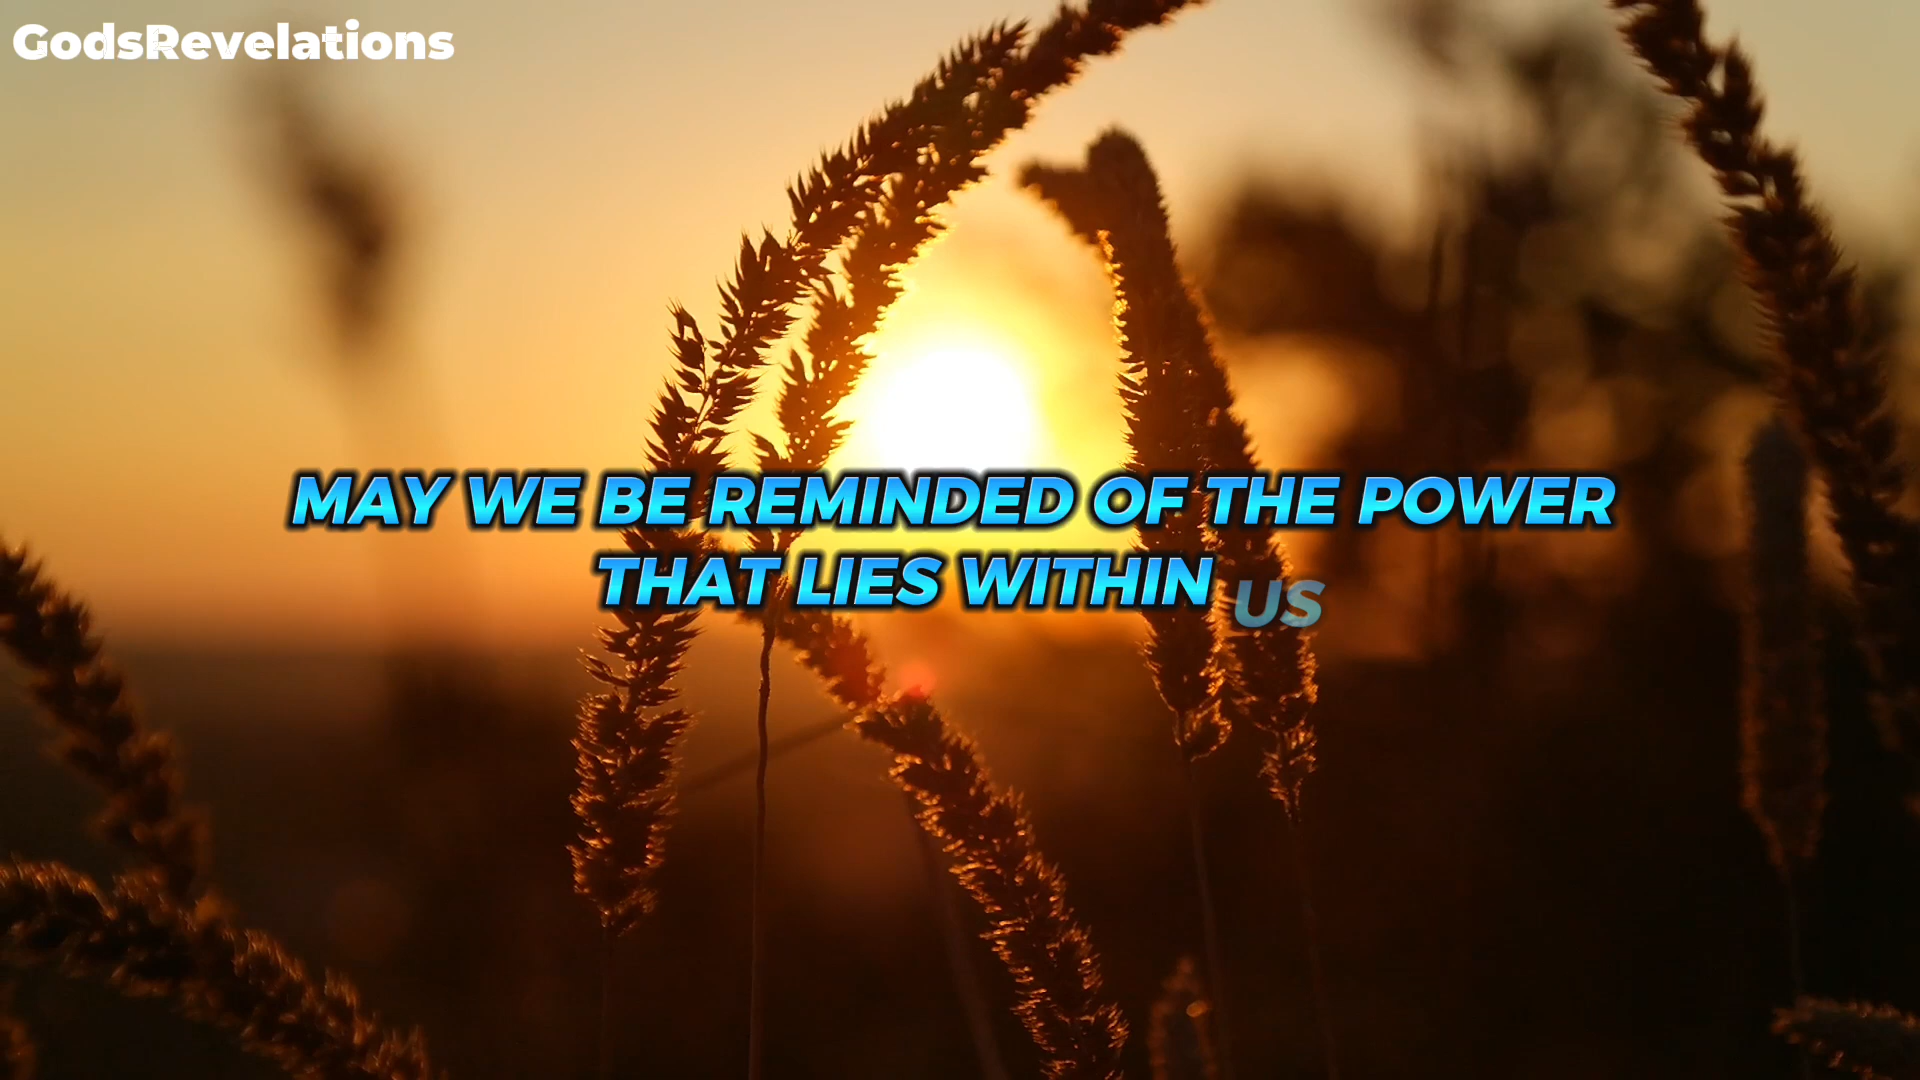 GodsRevelations
MAY WE BE REMINDED OF THE POWER
THAT LIES WITHIN US